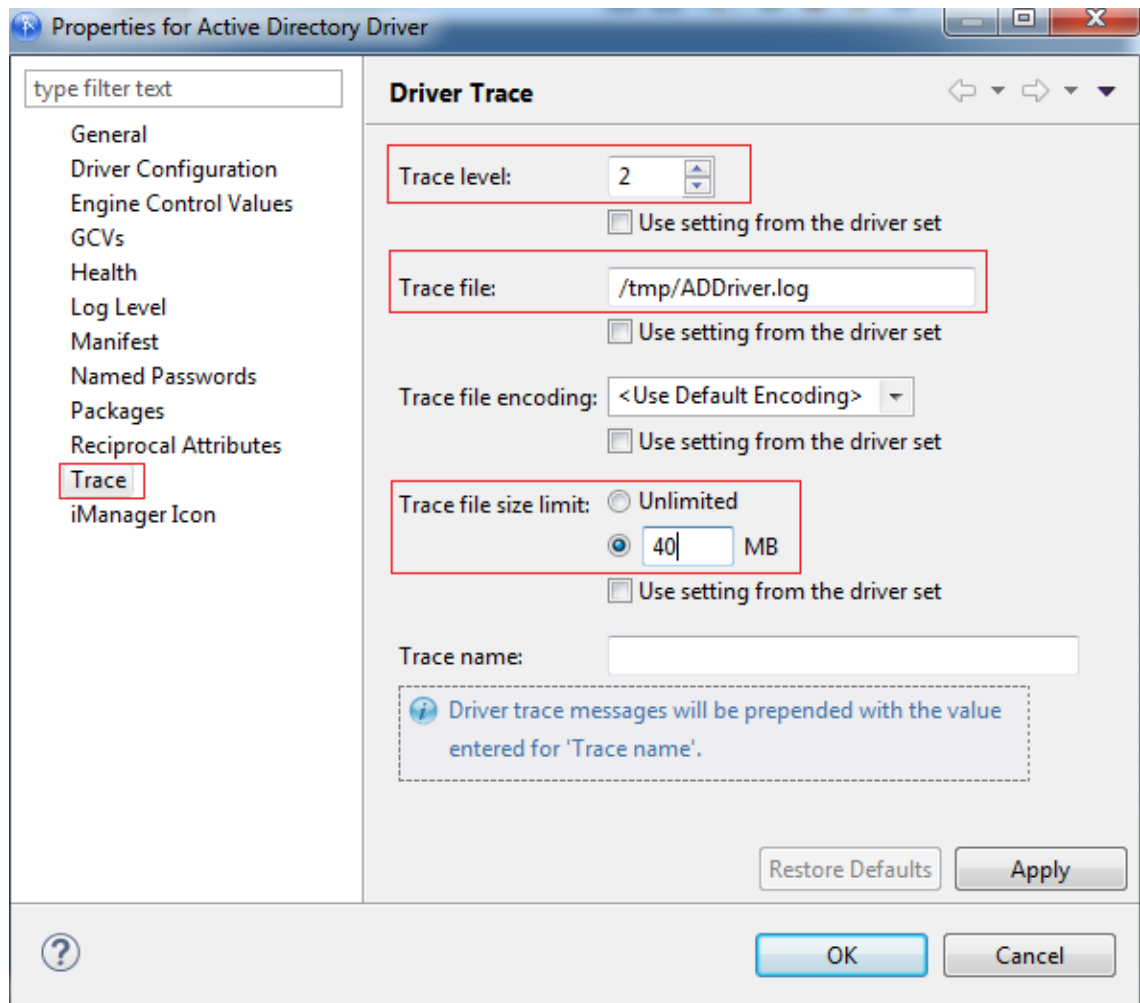 Properties for Active Directory Driver
type filter text
General
Driver Configuration
Engine Control Values
GCVs
Health
Log Level
Manifest
Named Passwords
Packages
Reciprocal Attributes
Trace
iManager Icon
Driver Trace
Trace level: 2
Use setting from the driver set
Trace file: /tmp/ADDriver.log
Use setting from the driver set
Trace file encoding: <Use Default Encoding>
Use setting from the driver set
Trace file size limit: Unlimited
40 MB
Use setting from the driver set
Trace name:
Driver trace messages will be prepended with the value
entered for 'Trace name'.
Restore Defaults Apply
? OK Cancel